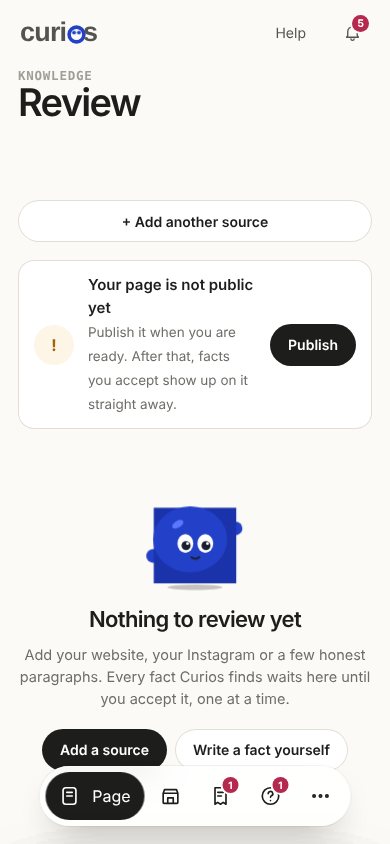 curios
Help
5
KNOWLEDGE
Review
+ Add another source
Your page is not public
yet
!
Publish it when you are
ready. After that, facts
you accept show up on it
straight away.
Publish
Nothing to review yet
Add your website, your Instagram or a few honest
paragraphs. Every fact Curios finds waits here until
you accept it, one at a time.
Add a source
Write a fact yourself
Page
1
1